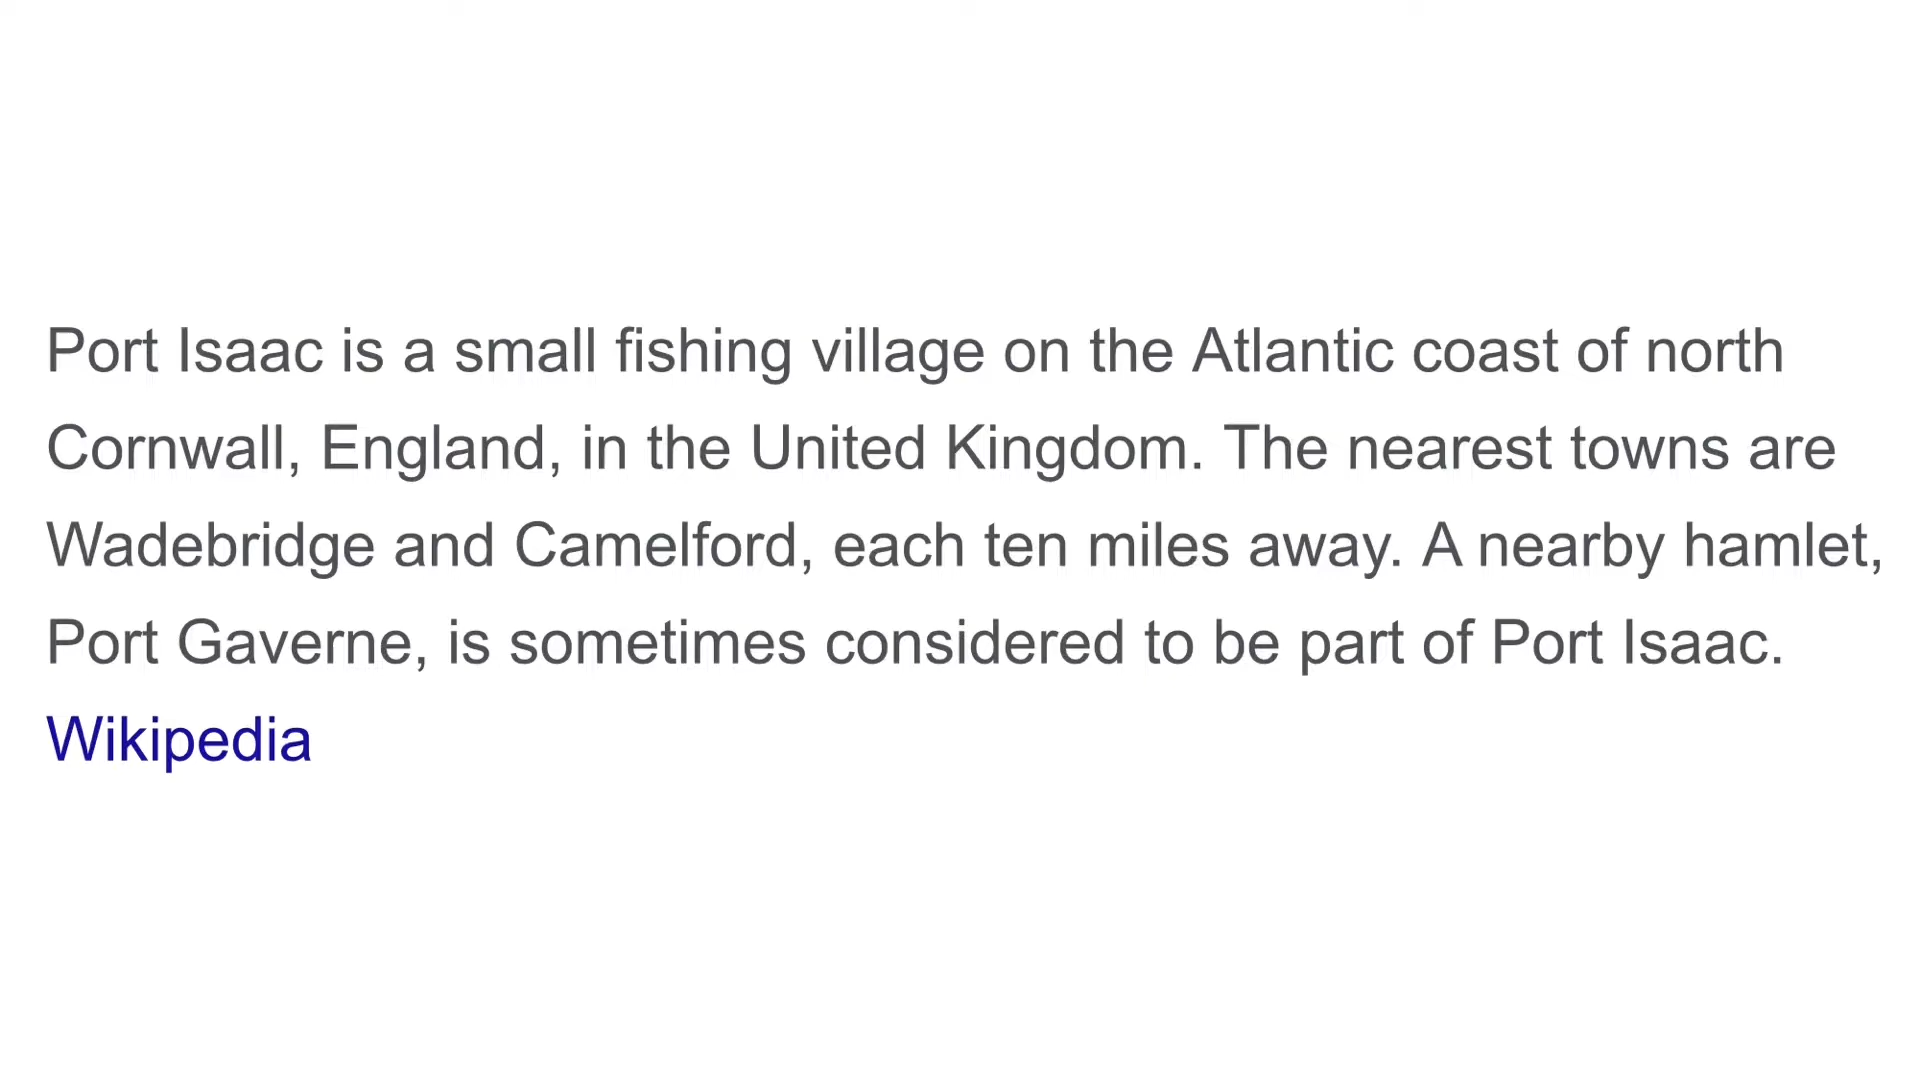 Port Isaac is a small fishing village on the Atlantic coast of north
Cornwall, England, in the United Kingdom. The nearest towns are
Wadebridge and Camelford, each ten miles away. A nearby hamlet,
Port Gaverne, is sometimes considered to be part of Port Isaac.
Wikipedia